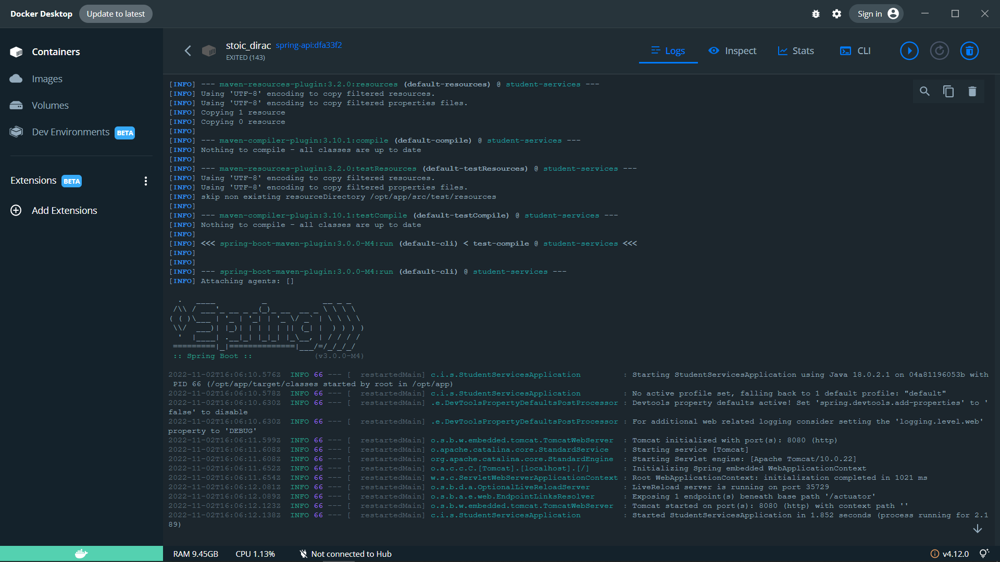 Docker Desktop Update to latest Sign in
Containers
Images
Volumes
Dev Environments BETA
Extensions BETA
Add Extensions
stoic_dirac spring-api:dfa33f2
EXITED (143)
Logs Inspect Stats CLI
[INFO] --- maven-resources-plugin:3.2.0:resources (default-resources) @ student-services ---
[INFO] Using 'UTF-8' encoding to copy filtered resources.
[INFO] Using 'UTF-8' encoding to copy filtered properties files.
[INFO] Copying 1 resource
[INFO] Copying 0 resource
[INFO]
[INFO] --- maven-compiler-plugin:3.10.1:compile (default-compile) @ student-services ---
[INFO] Nothing to compile - all classes are up to date
[INFO]
[INFO] --- maven-resources-plugin:3.2.0:testResources (default-testResources) @ student-services ---
[INFO] Using 'UTF-8' encoding to copy filtered resources.
[INFO] Using 'UTF-8' encoding to copy filtered properties files.
[INFO] skip non existing resourceDirectory /opt/app/src/test/resources
[INFO]
[INFO] --- maven-compiler-plugin:3.10.1:testCompile (default-testCompile) @ student-services ---
[INFO] Nothing to compile - all classes are up to date
[INFO]
[INFO] <<< spring-boot-maven-plugin:3.0.0-M4:run (default-cli) < test-compile @ student-services <<<
[INFO]
[INFO]
[INFO] --- spring-boot-maven-plugin:3.0.0-M4:run (default-cli) @ student-services ---
[INFO] Attaching agents: []
  .   ____          _            __ _ _
 /\\ / ___'_ __ _ _(_)_ __  __ _ \ \ \ \
( ( )\___ | '_ | '_| | '_ \/ _` | \ \ \ \
 \\/  ___)| |_)| | | | | || (_| |  ) ) ) )
  '  |____| .__|_| |_|_| |_\__, | / / / /
 =========|_|==============|___/=/_/_/_/
:: Spring Boot :: (v3.0.0-M4)
2022-11-02T16:06:10.576Z INFO 66 --- [ restartedMain] c.i.s.StudentServicesApplication : Starting StudentServicesApplication using Java 18.0.2.1 on 04a81196053b with
PID 66 (/opt/app/target/classes started by root in /opt/app)
2022-11-02T16:06:10.578Z INFO 66 --- [ restartedMain] c.i.s.StudentServicesApplication : No active profile set, falling back to 1 default profile: "default"
2022-11-02T16:06:10.630Z INFO 66 --- [ restartedMain] .e.DevToolsPropertyDefaultsPostProcessor : Devtools property defaults active! Set 'spring.devtools.add-properties' to '
false' to disable
2022-11-02T16:06:10.630Z INFO 66 --- [ restartedMain] .e.DevToolsPropertyDefaultsPostProcessor : For additional web related logging consider setting the 'logging.level.web'
property to 'DEBUG'
2022-11-02T16:06:11.599Z INFO 66 --- [ restartedMain] o.s.b.w.embedded.tomcat.TomcatWebServer : Tomcat initialized with port(s): 8080 (http)
2022-11-02T16:06:11.608Z INFO 66 --- [ restartedMain] o.apache.catalina.core.StandardService : Starting service [Tomcat]
2022-11-02T16:06:11.608Z INFO 66 --- [ restartedMain] org.apache.catalina.core.StandardEngine : Starting Servlet engine: [Apache Tomcat/10.0.22]
2022-11-02T16:06:11.652Z INFO 66 --- [ restartedMain] o.a.c.c.C.[Tomcat].[localhost].[/] : Initializing Spring embedded WebApplicationContext
2022-11-02T16:06:11.654Z INFO 66 --- [ restartedMain] w.s.c.ServletWebServerApplicationContext : Root WebApplicationContext: initialization completed in 1021 ms
2022-11-02T16:06:12.081Z INFO 66 --- [ restartedMain] o.s.b.d.a.OptionalLiveReloadServer : LiveReload server is running on port 35729
2022-11-02T16:06:12.089Z INFO 66 --- [ restartedMain] o.s.b.a.e.web.EndpointLinksResolver : Exposing 1 endpoint(s) beneath base path '/actuator'
2022-11-02T16:06:12.123Z INFO 66 --- [ restartedMain] o.s.b.w.embedded.tomcat.TomcatWebServer : Tomcat started on port(s): 8080 (http) with context path ''
2022-11-02T16:06:12.138Z INFO 66 --- [ restartedMain] c.i.s.StudentServicesApplication : Started StudentServicesApplication in 1.852 seconds (process running for 2.1
89)
RAM 9.45GB CPU 1.13% Not connected to Hub v4.12.0